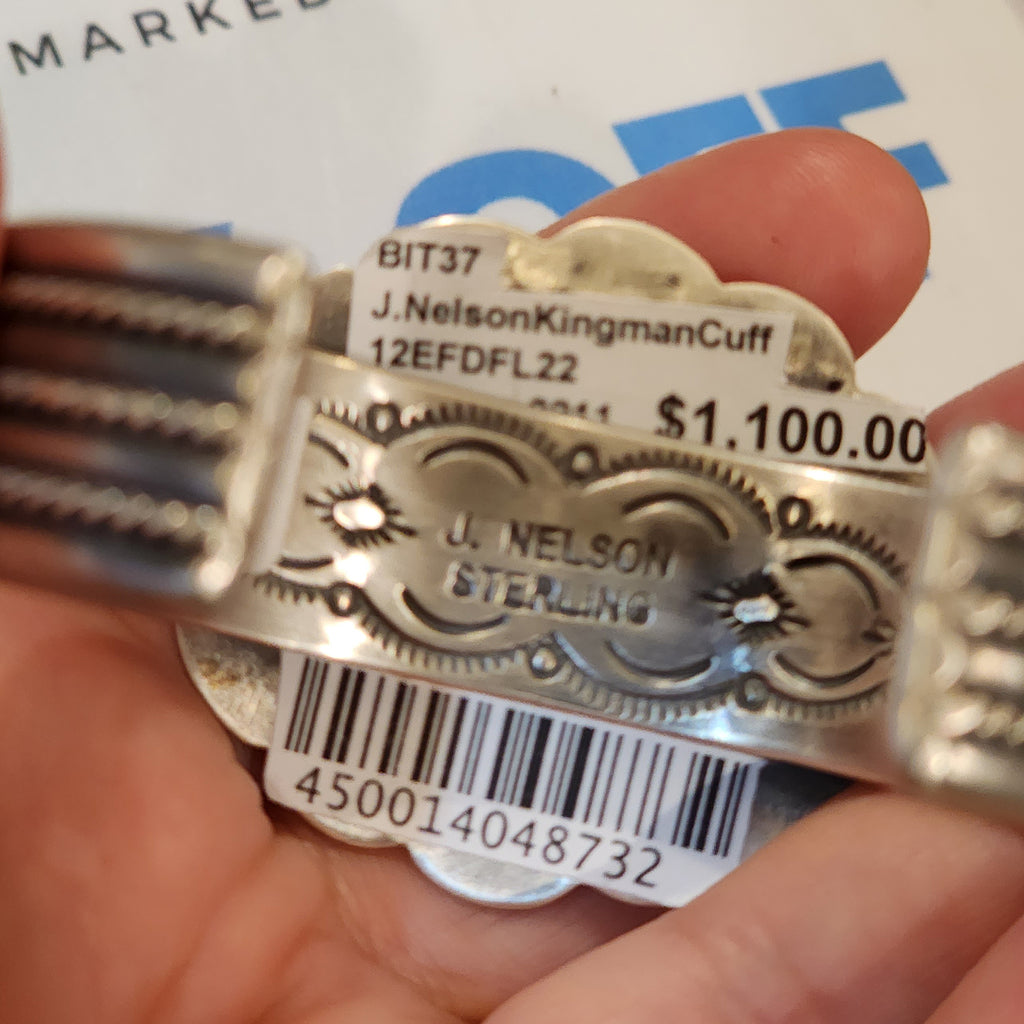 MARKED
BIT37
J.NelsonKingmanCuff
12EFDFL22
$1,100.00
J. NELSON
STERLING
450014048732